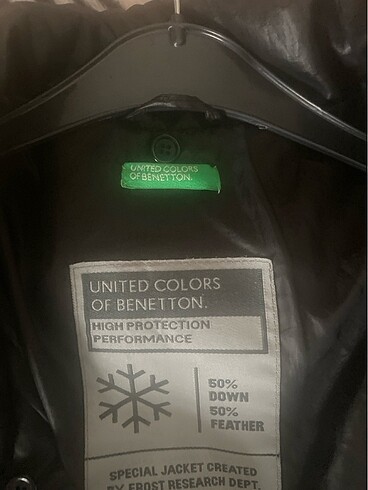 UNITED COLORS
OF BENETTON.
UNITED COLORS
OF BENETTON.
HIGH PROTECTION
PERFORMANCE
50%
DOWN
50%
FEATHER
SPECIAL JACKET CREATED
BY FROST RESEARCH DEPT.